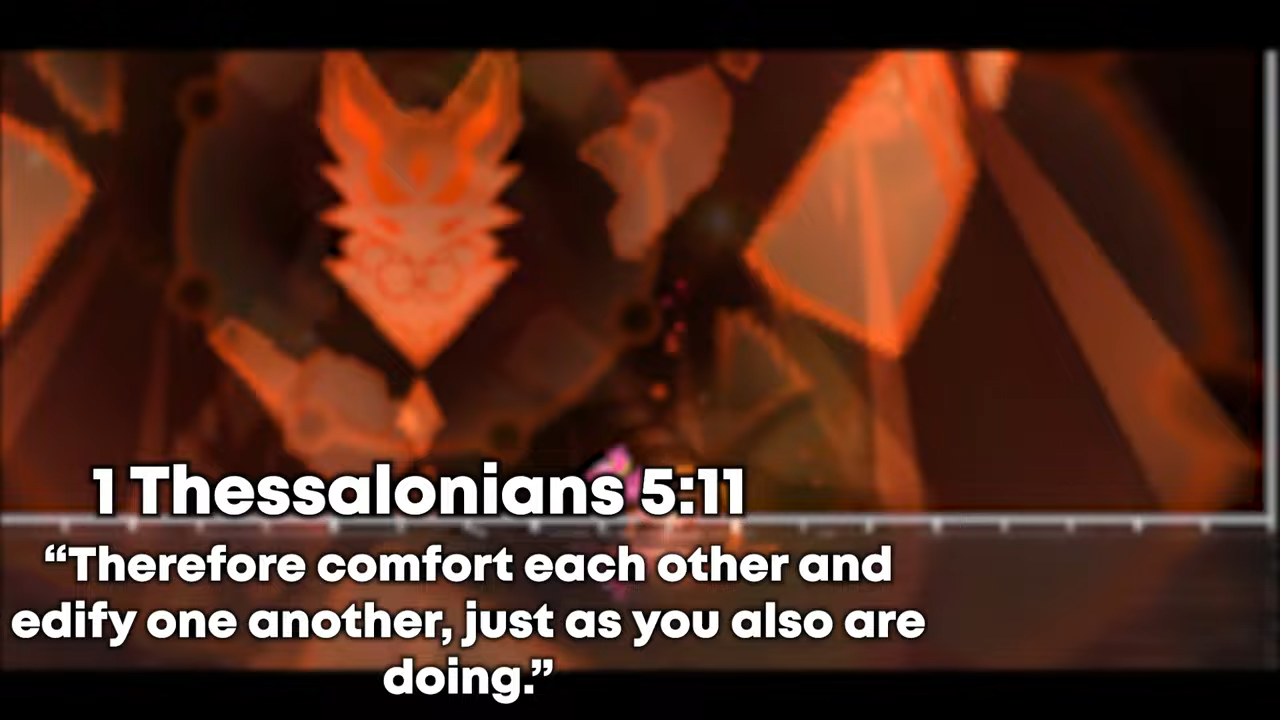 1 Thessalonians 5:11
“Therefore comfort each other and
edify one another, just as you also are
doing.”